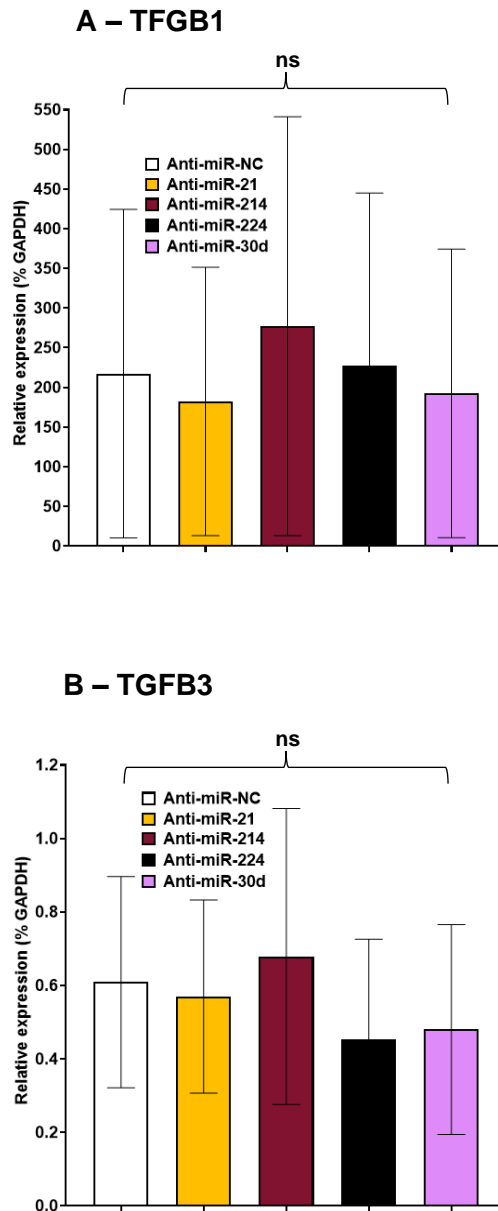 A – TFGB1
ns
550
500
450
400
350
300
250
200
150
100
50
0
Relative expression (% GAPDH)
Anti-miR-NC
Anti-miR-21
Anti-miR-214
Anti-miR-224
Anti-miR-30d
B – TGFB3
ns
1.2
1.0
0.8
0.6
0.4
0.2
0.0
Relative expression (% GAPDH)
Anti-miR-NC
Anti-miR-21
Anti-miR-214
Anti-miR-224
Anti-miR-30d